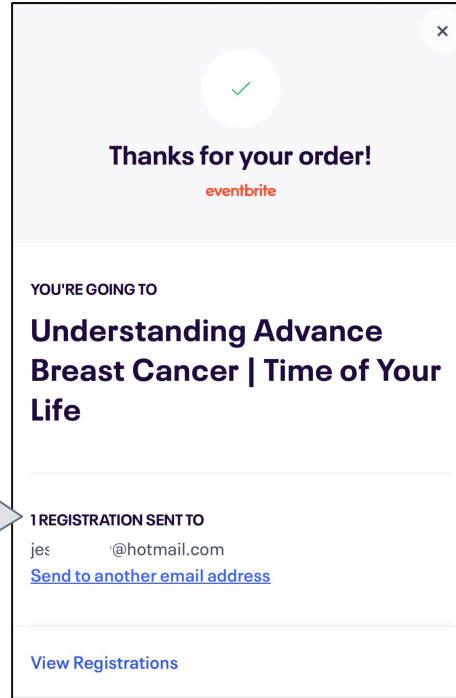 Thanks for your order!
eventbrite
YOU'RE GOING TO
Understanding Advance
Breast Cancer | Time of Your
Life
1 REGISTRATION SENT TO
jes @hotmail.com
Send to another email address
View Registrations